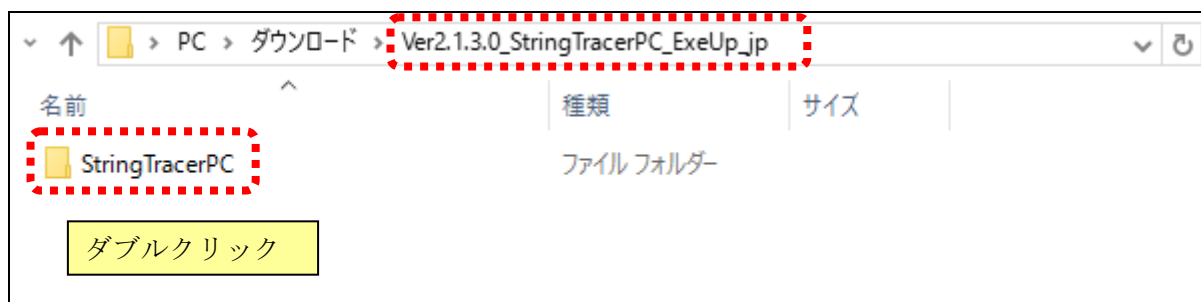 PC > ダウンロード > Ver2.1.3.0_StringTracerPC_ExeUp_jp
名前 種類 サイズ
StringTracerPC ファイル フォルダー
ダブルクリック